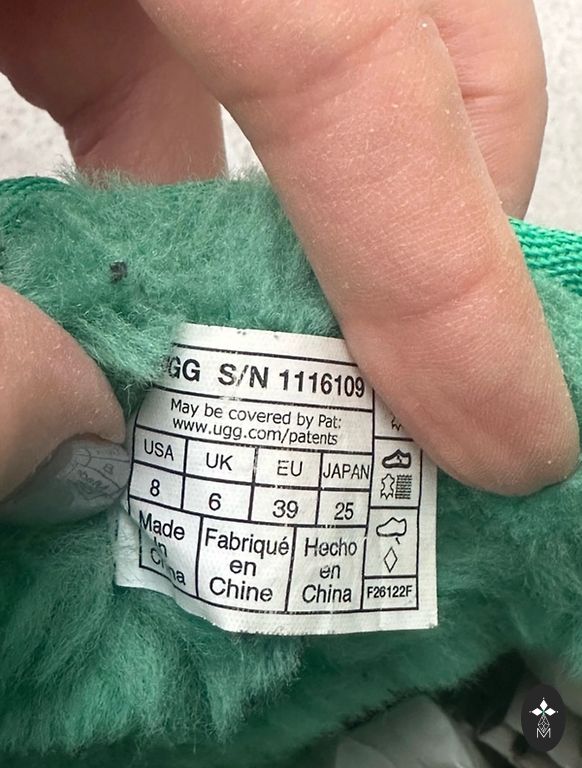 GG S/N 1116109
May be covered by Pat:
www.ugg.com/patents
USA UK EU JAPAN
8 6 39 25
Made in China
Fabriqué en Chine
Hecho en China
F26122F
M